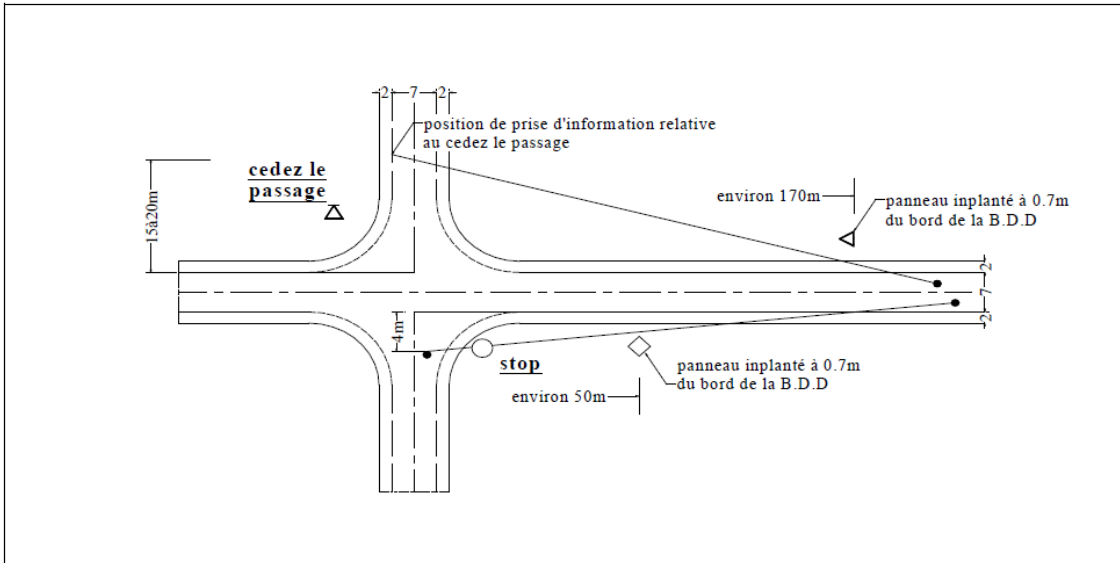 2 7 2
position de prise d'information relative
au cedez le passage
cedez le
passage
15à20m
environ 170m
panneau inplanté à 0.7m
du bord de la B.D.D
2
7
2
4m
stop
panneau inplanté à 0.7m
du bord de la B.D.D
environ 50m